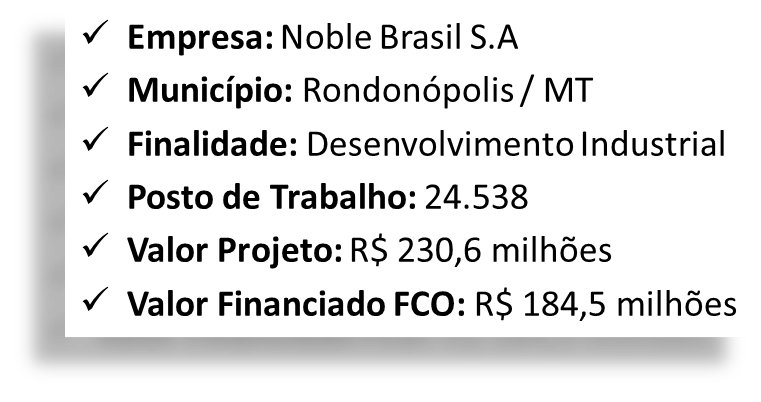 ✓ Empresa: Noble Brasil S.A
✓ Município: Rondonópolis / MT
✓ Finalidade: Desenvolvimento Industrial
✓ Posto de Trabalho: 24.538
✓ Valor Projeto: R$ 230,6 milhões
✓ Valor Financiado FCO: R$ 184,5 milhões